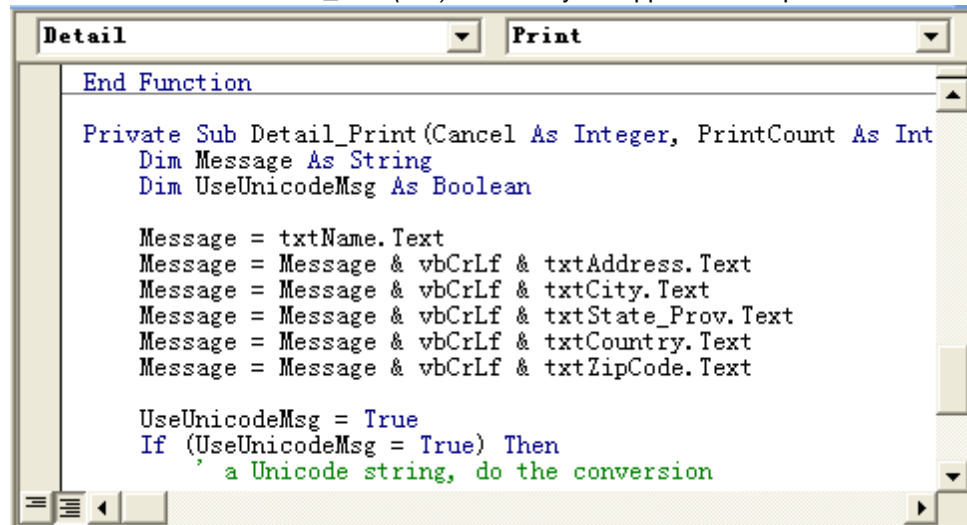 Detail Print
End Function
Private Sub Detail_Print(Cancel As Integer, PrintCount As Int
Dim Message As String
Dim UseUnicodeMsg As Boolean
Message = txtName.Text
Message = Message & vbCrLf & txtAddress.Text
Message = Message & vbCrLf & txtCity.Text
Message = Message & vbCrLf & txtState_Prov.Text
Message = Message & vbCrLf & txtCountry.Text
Message = Message & vbCrLf & txtZipCode.Text
UseUnicodeMsg = True
If (UseUnicodeMsg = True) Then
' a Unicode string, do the conversion